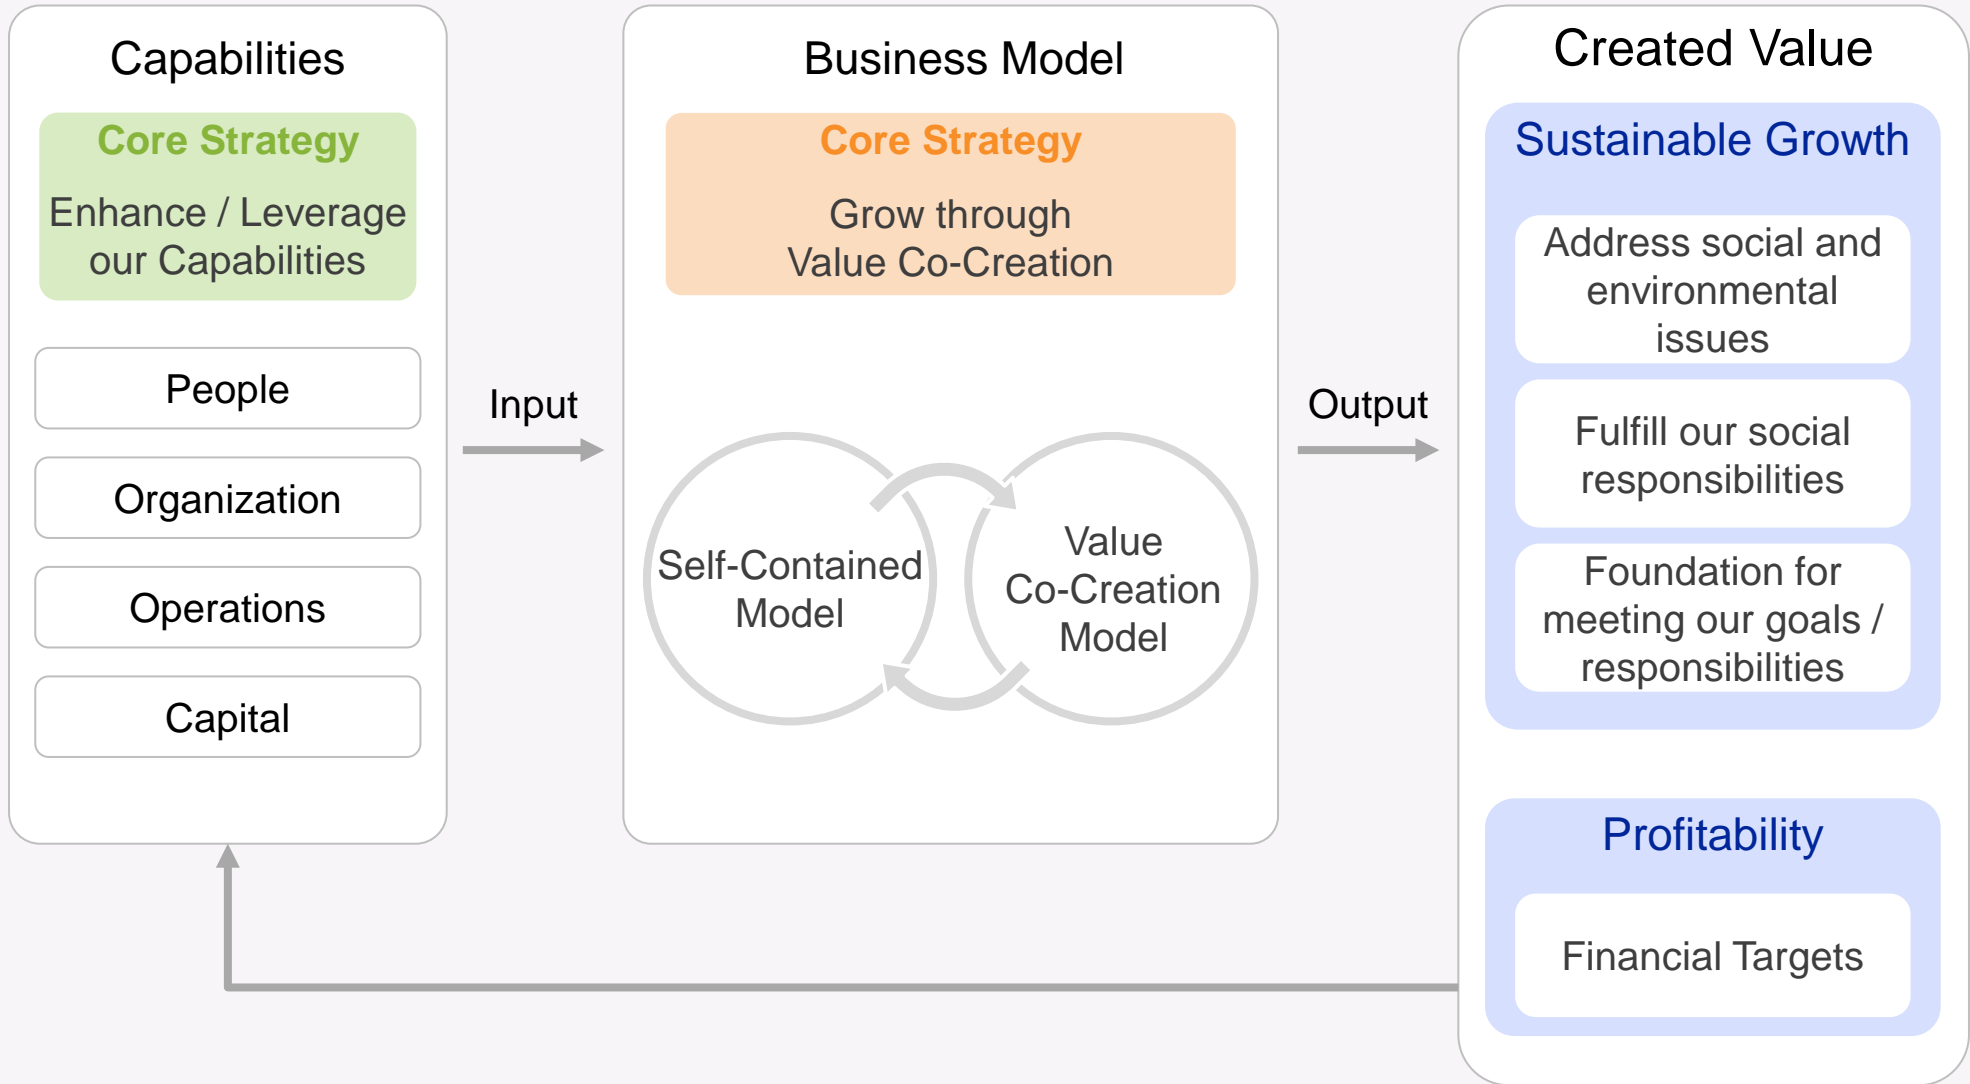 Capabilities
Core Strategy
Enhance / Leverage
our Capabilities
People
Organization
Operations
Capital
Input
Business Model
Core Strategy
Grow through
Value Co-Creation
Self-Contained
Model
Value
Co-Creation
Model
Output
Created Value
Sustainable Growth
Address social and
environmental
issues
Fulfill our social
responsibilities
Foundation for
meeting our goals /
responsibilities
Profitability
Financial Targets